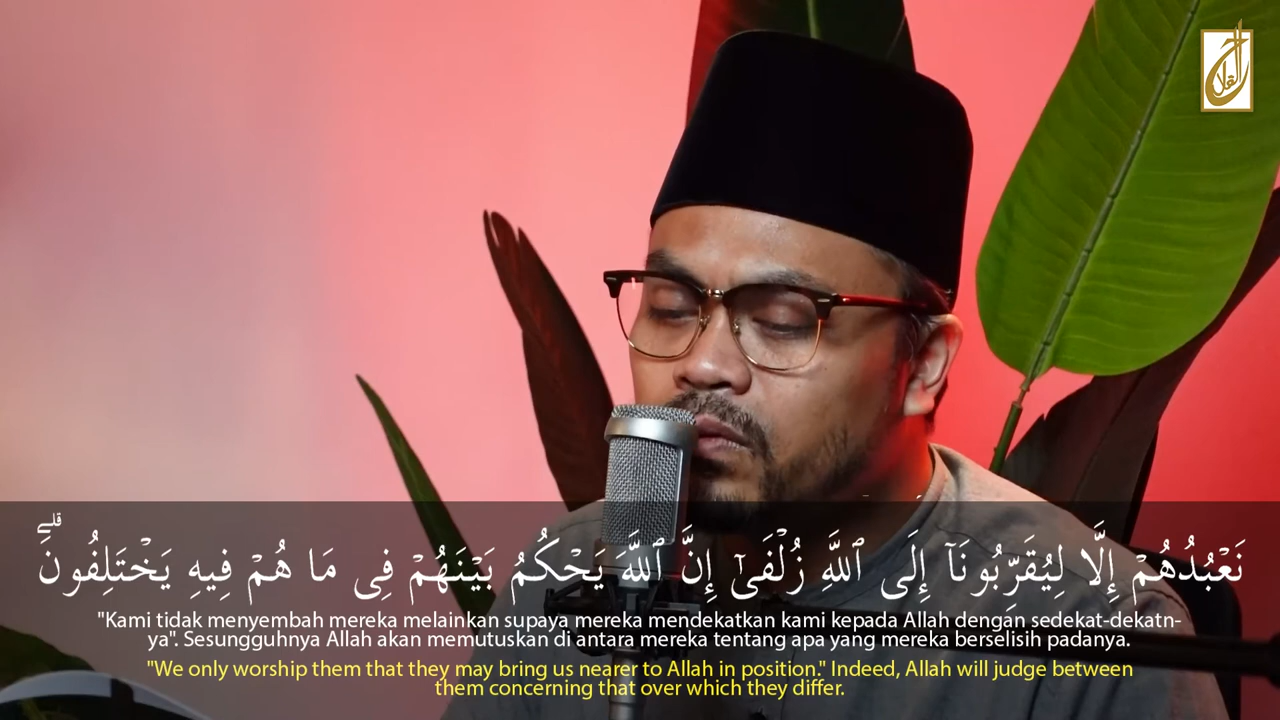 نَعْبُدُهُمْ إِلَّا لِيُقَرِّبُونَآ إِلَى ٱللَّهِ زُلْفَىٰٓ إِنَّ ٱللَّهَ يَحْكُمُ بَيْنَهُمْ فِى مَا هُمْ فِيهِ يَخْتَلِفُونَ ۗ
"Kami tidak menyembah mereka melainkan supaya mereka mendekatkan kami kepada Allah dengan sedekat-dekatn-
ya". Sesungguhnya Allah akan memutuskan di antara mereka tentang apa yang mereka berselisih padanya.
"We only worship them that they may bring us nearer to Allah in position." Indeed, Allah will judge between
them concerning that over which they differ.